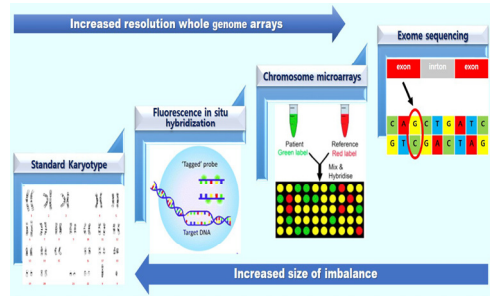 Increased resolution whole genome arrays
Exome sequencing
exon inrton exon
C A G C T G A T C
G T C G A C T A G
Chromosome microarrays
Patient
Green label
Reference
Red label
Mix &
Hybridise
Fluorescence in situ
hybridization
'Tagged' probe
Target DNA
Standard Karyotype
Increased size of imbalance